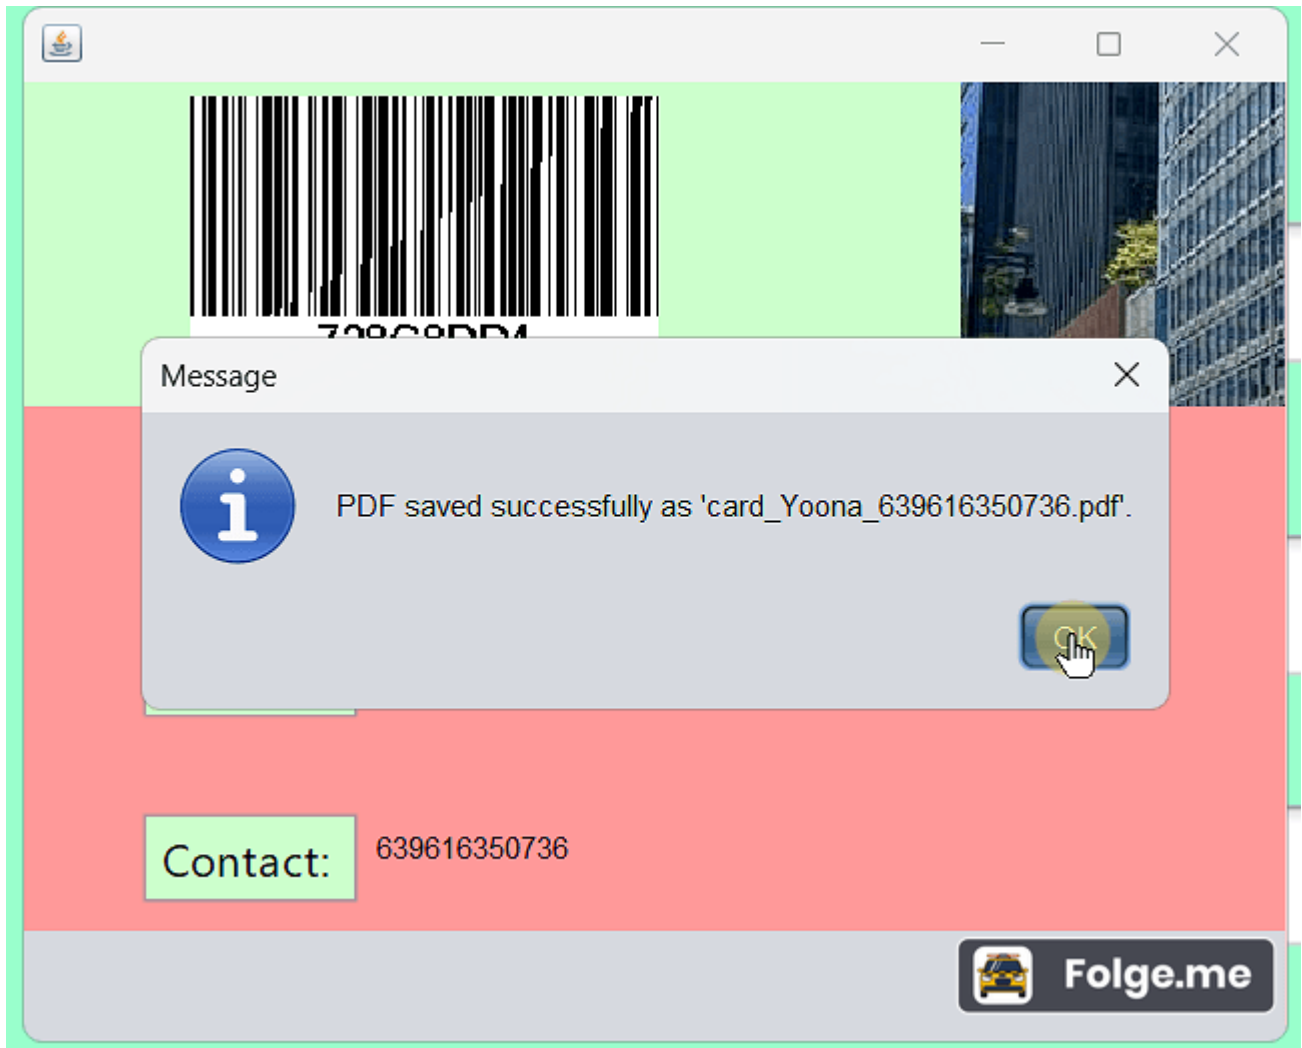 Message
PDF saved successfully as 'card_Yoona_639616350736.pdf'.
OK
Contact:
639616350736
Folge.me